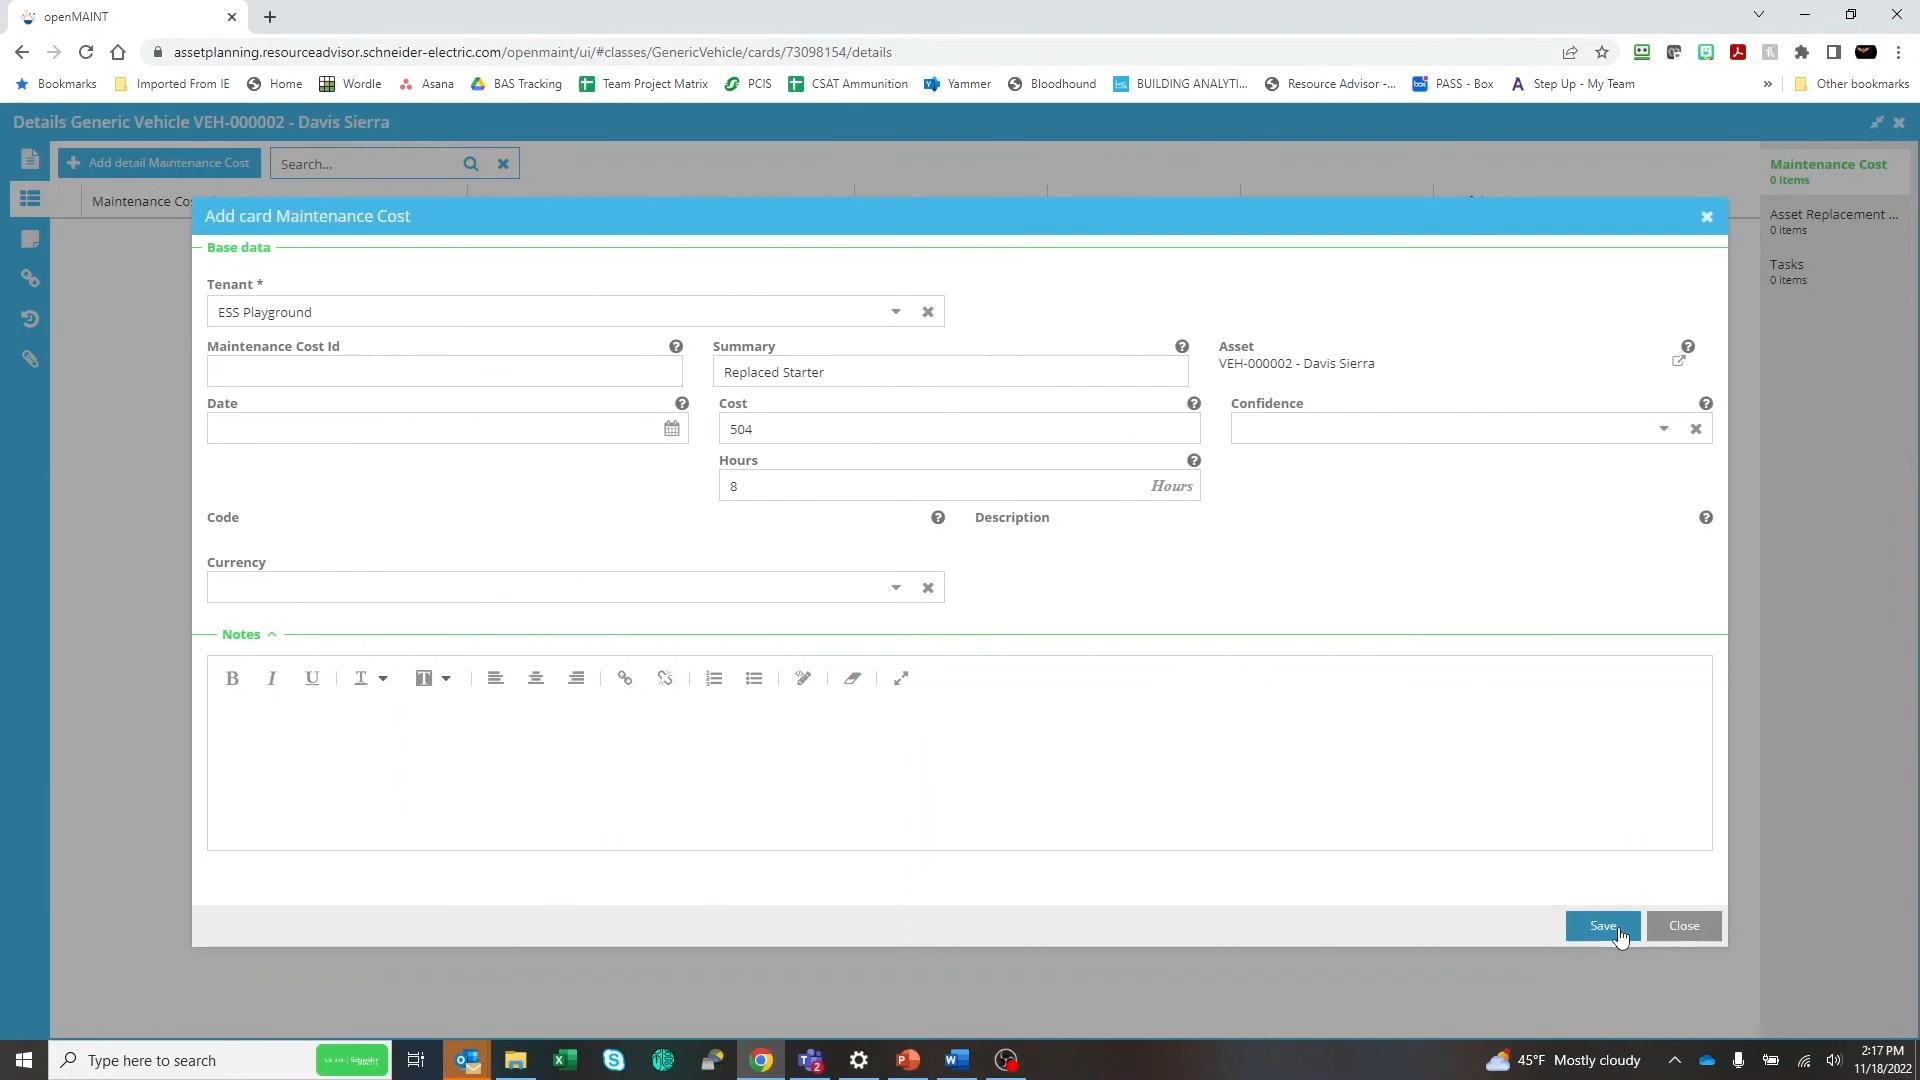 openMAINT
assetplanning.resourceadvisor.schneider-electric.com/openmaint/ui/#classes/GenericVehicle/cards/73098154/details
Bookmarks Imported From IE Home Wordle Asana BAS Tracking Team Project Matrix PCIS CSAT Ammunition Yammer Bloodhound BUILDING ANALYTI... Resource Advisor -... PASS - Box Step Up - My Team » Other bookmarks
Details Generic Vehicle VEH-000002 - Davis Sierra
Add detail Maintenance Cost Search...
Maintenance Cost
0 items
Maintenance Co
Asset Replacement ...
0 items
Tasks
0 items
Add card Maintenance Cost
Base data
Tenant *
ESS Playground
Maintenance Cost Id Summary Asset
Replaced Starter VEH-000002 - Davis Sierra
Date Cost Confidence
504
Hours
8 Hours
Code Description
Currency
Notes
B I U T T
Save Close
Type here to search
45°F Mostly cloudy
2:17 PM
11/18/2022
2